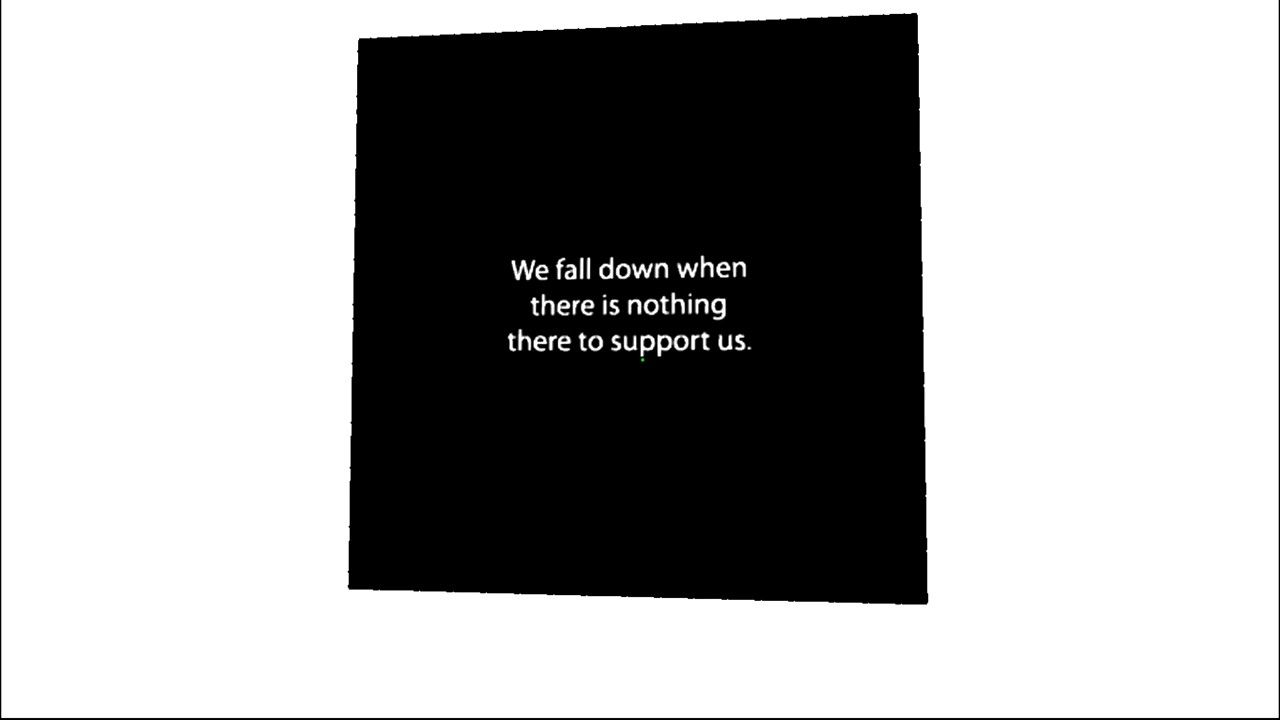 We fall down when
there is nothing
there to support us.